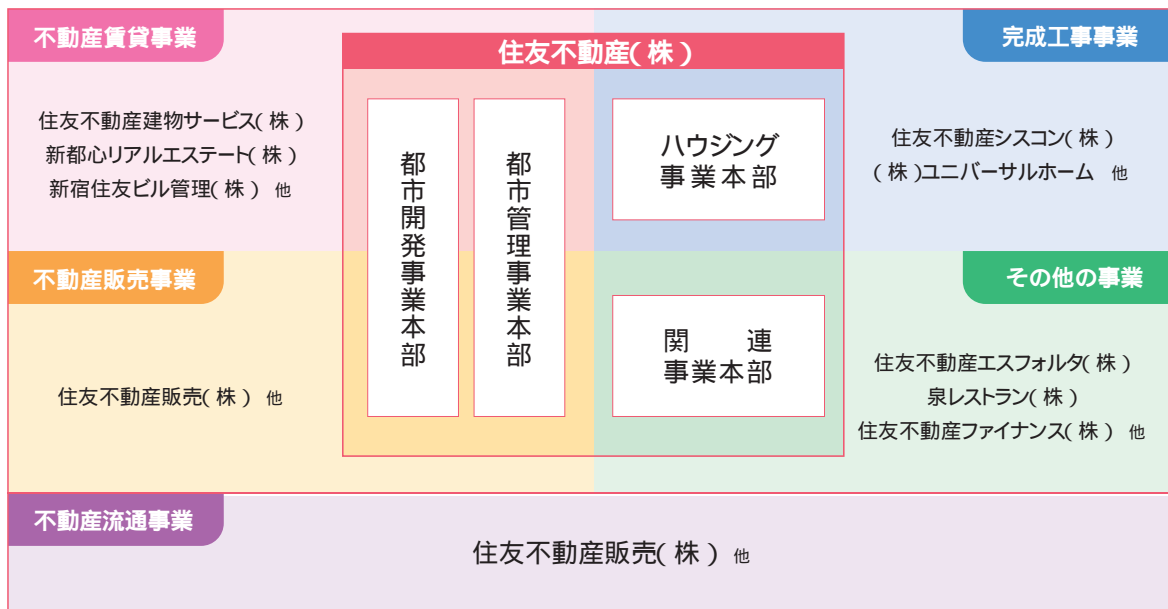 不動産賃貸事業
住友不動産建物サービス(株)
新都心リアルエステート(株)
新宿住友ビル管理(株) 他
住友不動産(株)
都市開発事業本部
都市管理事業本部
ハウジング
事業本部
関連
事業本部
完成工事事業
住友不動産シスコン(株)
(株)ユニバーサルホーム 他
不動産販売事業
住友不動産販売(株) 他
その他の事業
住友不動産エスフォルタ(株)
泉レストラン(株)
住友不動産ファイナンス(株) 他
不動産流通事業
住友不動産販売(株) 他